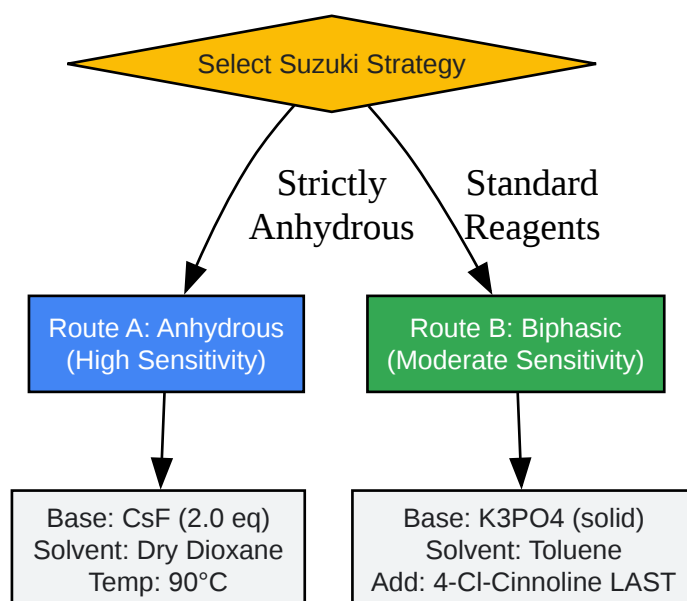 Select Suzuki Strategy
Strictly
Anhydrous
Standard
Reagents
Route A: Anhydrous
(High Sensitivity)
Route B: Biphasic
(Moderate Sensitivity)
Base: CsF (2.0 eq)
Solvent: Dry Dioxane
Temp: 90°C
Base: K3PO4 (solid)
Solvent: Toluene
Add: 4-Cl-Cinnoline LAST